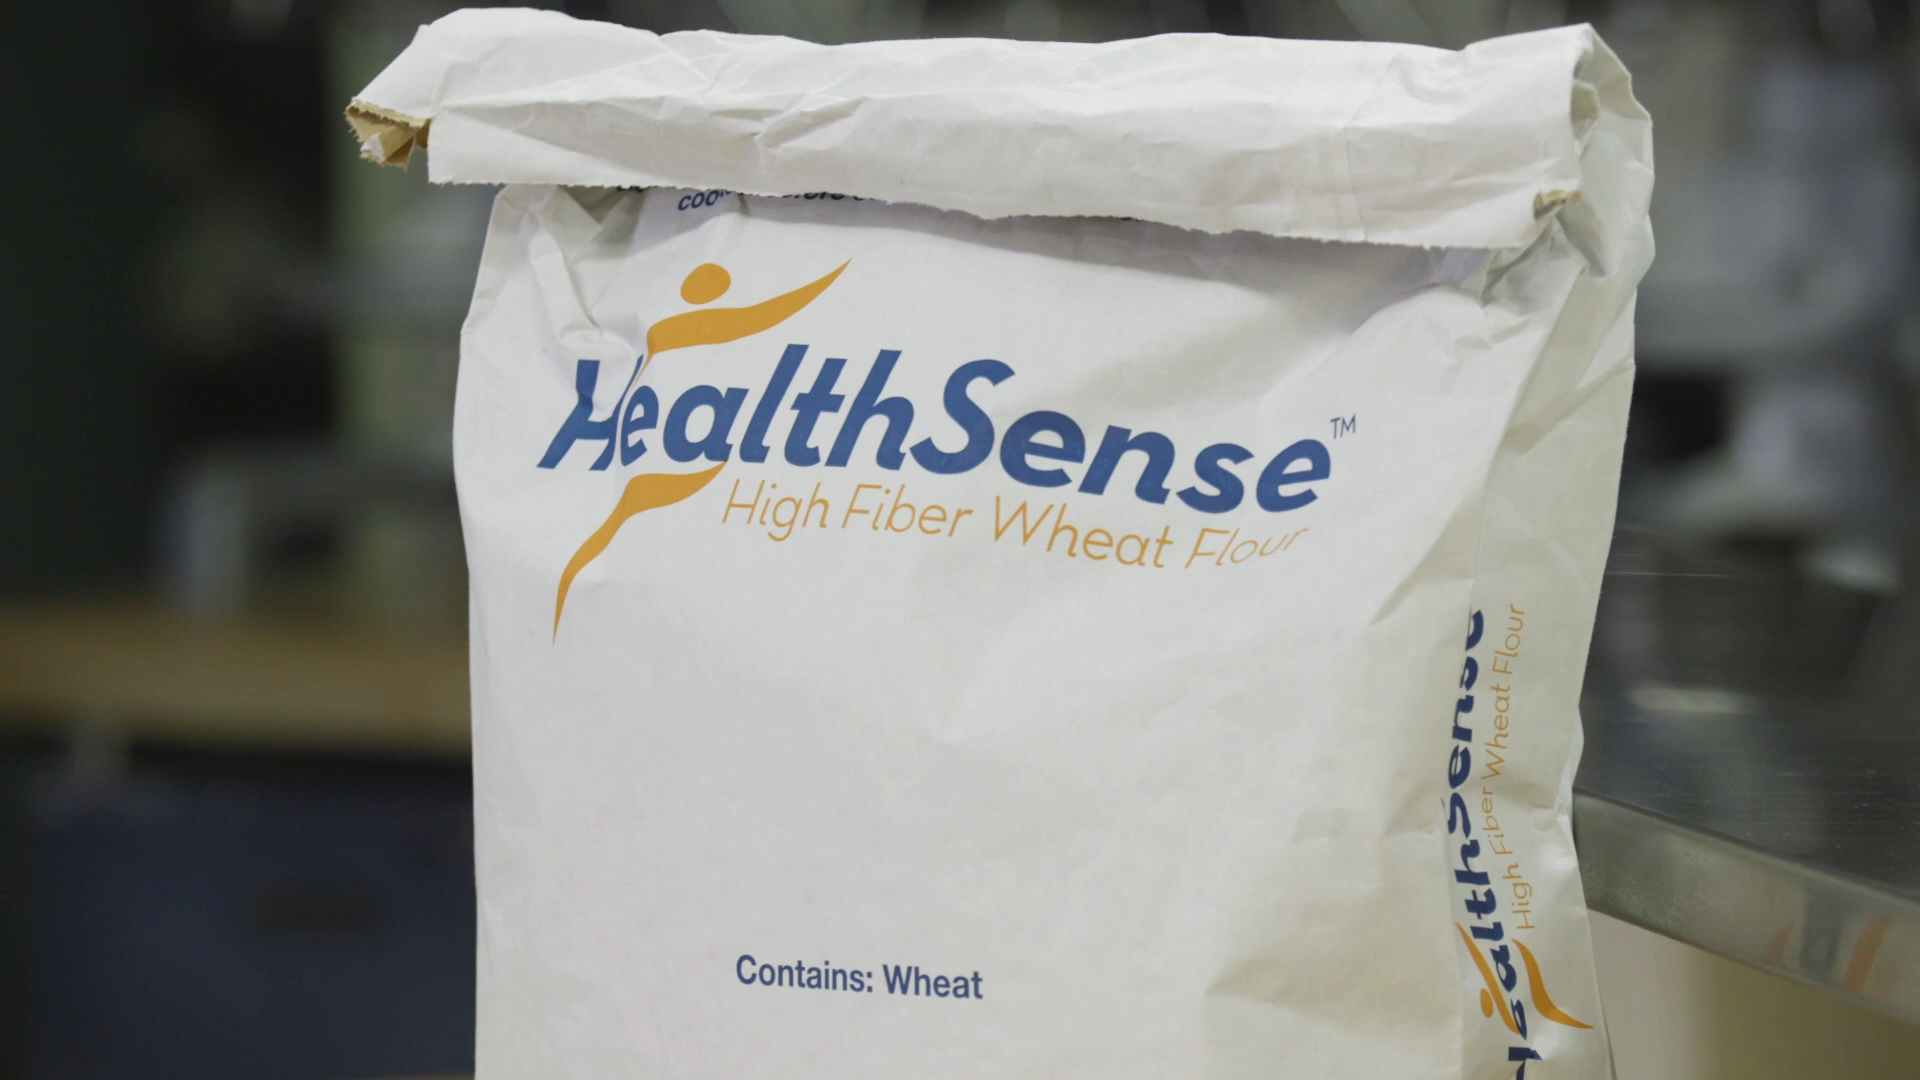 HealthSense™
High Fiber Wheat Flour
Contains: Wheat
HealthSense
High Fiber Wheat Flour